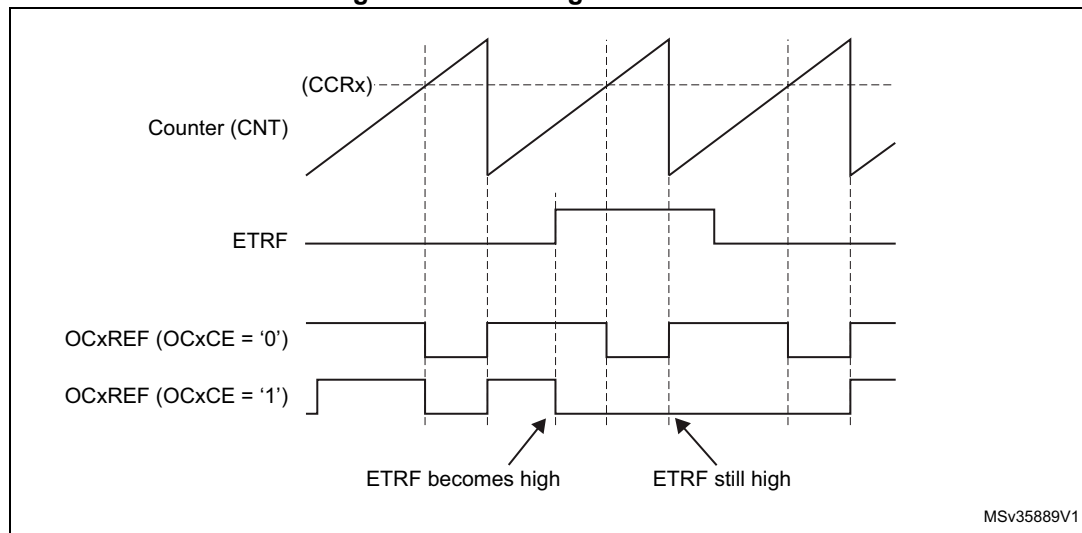 (CCRx)
Counter (CNT)
ETRF
OCxREF (OCxCE = ‘0’)
OCxREF (OCxCE = ‘1’)
ETRF becomes high
ETRF still high
MSv35889V1